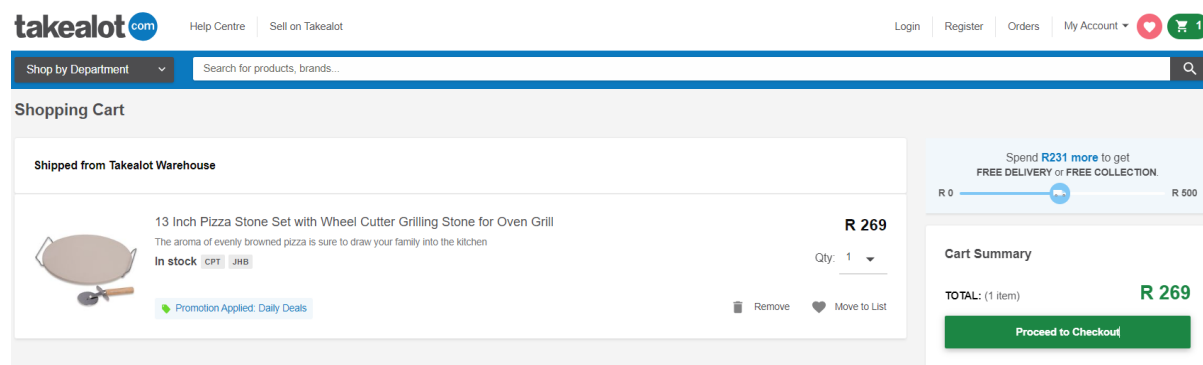 takealot com
Help Centre
Sell on Takealot
Login
Register
Orders
My Account
1
Shop by Department
Search for products, brands...
Shopping Cart
Shipped from Takealot Warehouse
13 Inch Pizza Stone Set with Wheel Cutter Grilling Stone for Oven Grill
R 269
The aroma of evenly browned pizza is sure to draw your family into the kitchen
In stock CPT JHB
Qty: 1
Promotion Applied: Daily Deals
Remove
Move to List
Spend R231 more to get
FREE DELIVERY or FREE COLLECTION.
R 0
R 500
Cart Summary
TOTAL: (1 item)
R 269
Proceed to Checkout